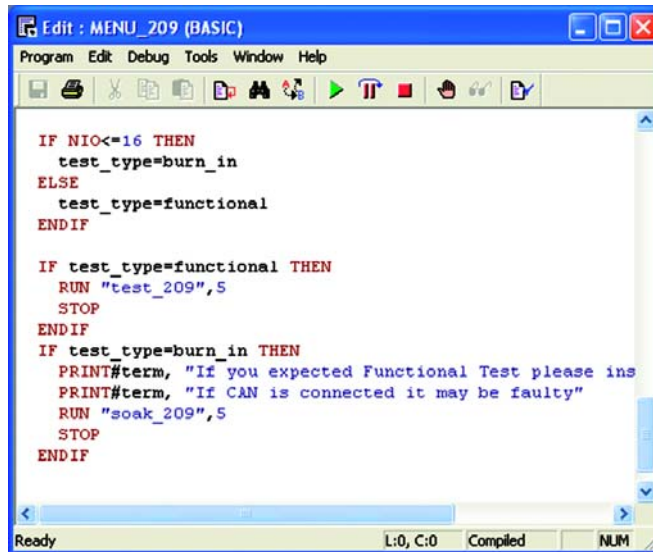 Edit : MENU_209 (BASIC)
Program Edit Debug Tools Window Help
IF NIO<=16 THEN
test_type=burn_in
ELSE
test_type=functional
ENDIF
IF test_type=functional THEN
RUN "test_209",5
STOP
ENDIF
IF test_type=burn_in THEN
PRINT#term, "If you expected Functional Test please ins
PRINT#term, "If CAN is connected it may be faulty"
RUN "soak_209",5
STOP
ENDIF
Ready L:0, C:0 Compiled NUM